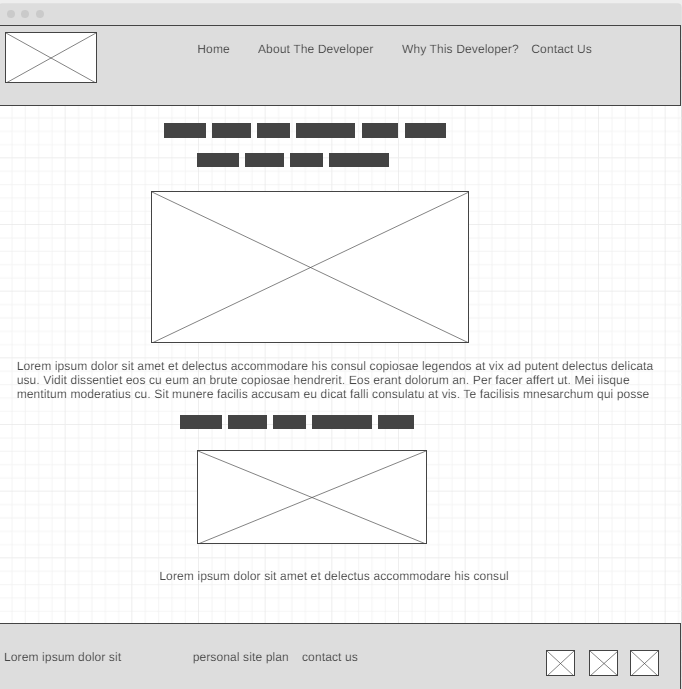 Home About The Developer Why This Developer? Contact Us
Lorem ipsum dolor sit amet et delectus accommodare his consul copiosae legendos at vix ad putent delectus delicata
usu. Vidit dissentiet eos cu eum an brute copiosae hendrerit. Eos erant dolorum an. Per facer affert ut. Mei iisque
mentitum moderatius cu. Sit munere facilis accusam eu dicat falli consulatu at vis. Te facilisis mnesarchum qui posse
Lorem ipsum dolor sit amet et delectus accommodare his consul
Lorem ipsum dolor sit personal site plan contact us